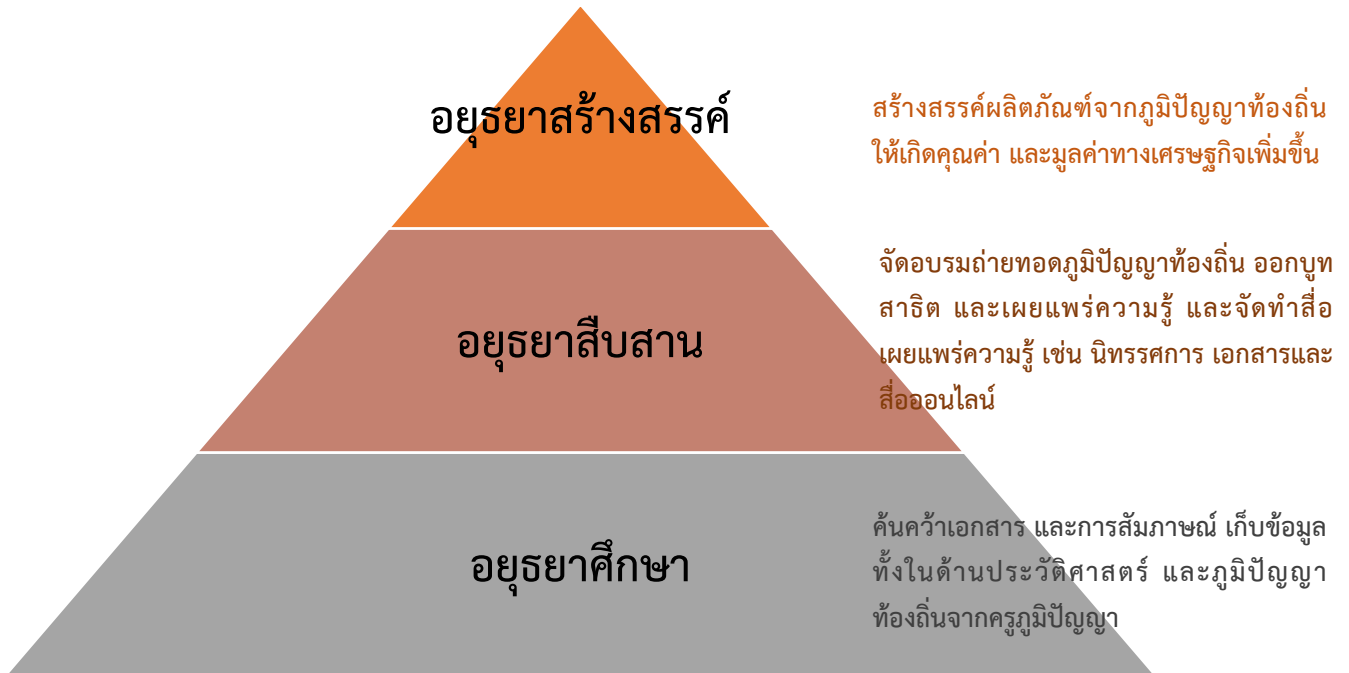 อยุธยาสร้างสรรค์
สร้างสรรค์ผลิตภัณฑ์จากภูมิปัญญาท้องถิ่น
ให้เกิดคุณค่า และมูลค่าทางเศรษฐกิจเพิ่มขึ้น
อยุธยาสืบสาน
จัดอบรมถ่ายทอดภูมิปัญญาท้องถิ่น ออกบูท
สาธิต และเผยแพร่ความรู้ และจัดทำสื่อ
เผยแพร่ความรู้ เช่น นิทรรศการ เอกสารและ
สื่อออนไลน์
อยุธยาศึกษา
ค้นคว้าเอกสาร และการสัมภาษณ์ เก็บข้อมูล
ทั้งในด้านประวัติศาสตร์ และภูมิปัญญา
ท้องถิ่นจากครูภูมิปัญญา